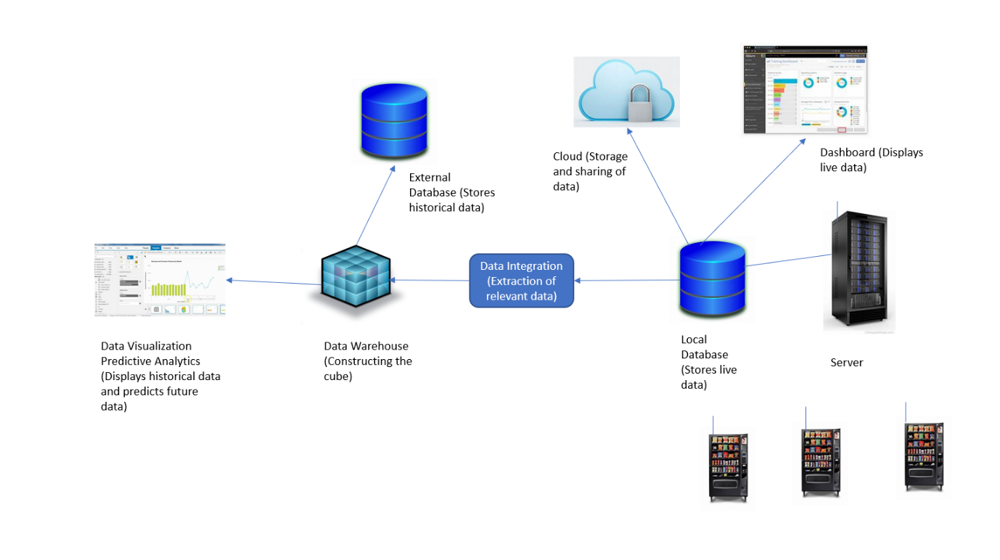 Cloud (Storage
and sharing of
data)
Dashboard (Displays
live data)
External
Database (Stores
historical data)
Data Integration
(Extraction of
relevant data)
Data Visualization
Predictive Analytics
(Displays historical data
and predicts future
data)
Data Warehouse
(Constructing the
cube)
Local
Database
(Stores live
data)
Server